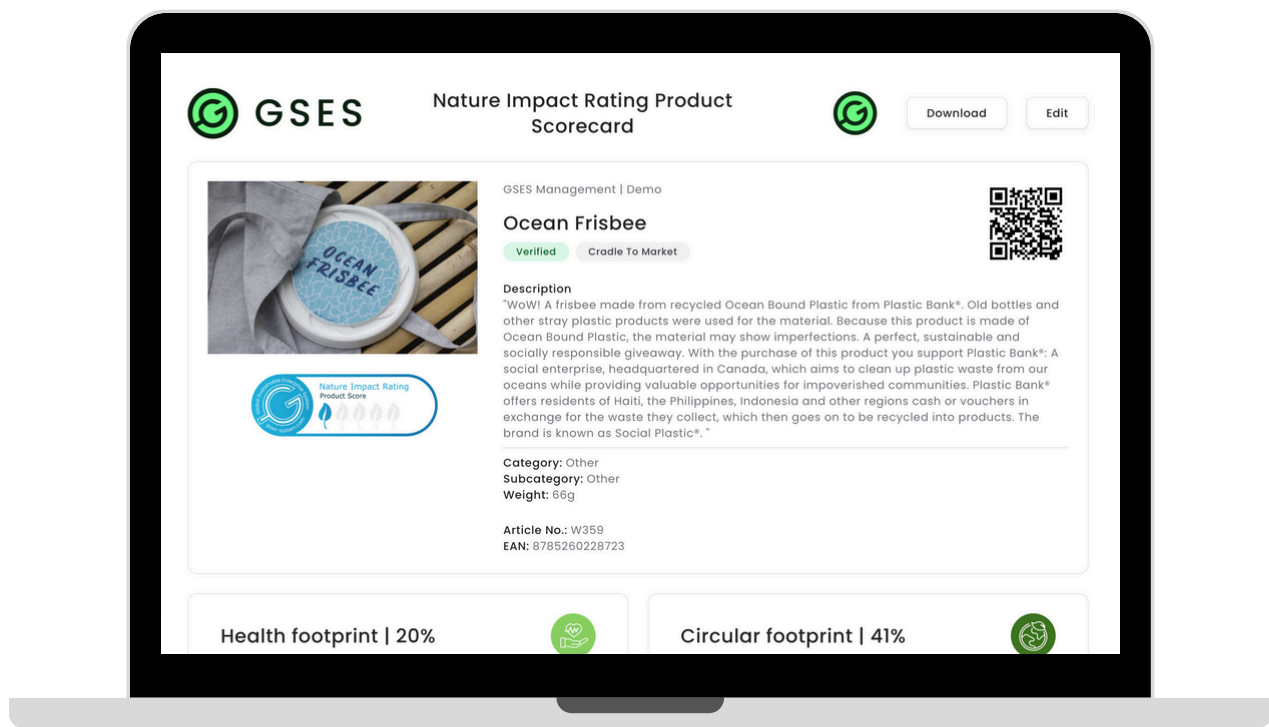 GSES
Nature Impact Rating Product
Scorecard
Download
Edit
GSES Management | Demo
Ocean Frisbee
Verified
Cradle To Market
OCEAN
FRISBEE
Nature Impact Rating
Product Score
Description
"WoW! A frisbee made from recycled Ocean Bound Plastic from Plastic Bank®. Old bottles and
other stray plastic products were used for the material. Because this product is made of
Ocean Bound Plastic, the material may show imperfections. A perfect, sustainable and
socially responsible giveaway. With the purchase of this product you support Plastic Bank®: A
social enterprise, headquartered in Canada, which aims to clean up plastic waste from our
oceans while providing valuable opportunities for impoverished communities. Plastic Bank®
offers residents of Haiti, the Philippines, Indonesia and other regions cash or vouchers in
exchange for the waste they collect, which then goes on to be recycled into products. The
brand is known as Social Plastic®. "
Category: Other
Subcategory: Other
Weight: 66g
Article No.: W359
EAN: 8785260228723
Health footprint | 20%
Circular footprint | 41%